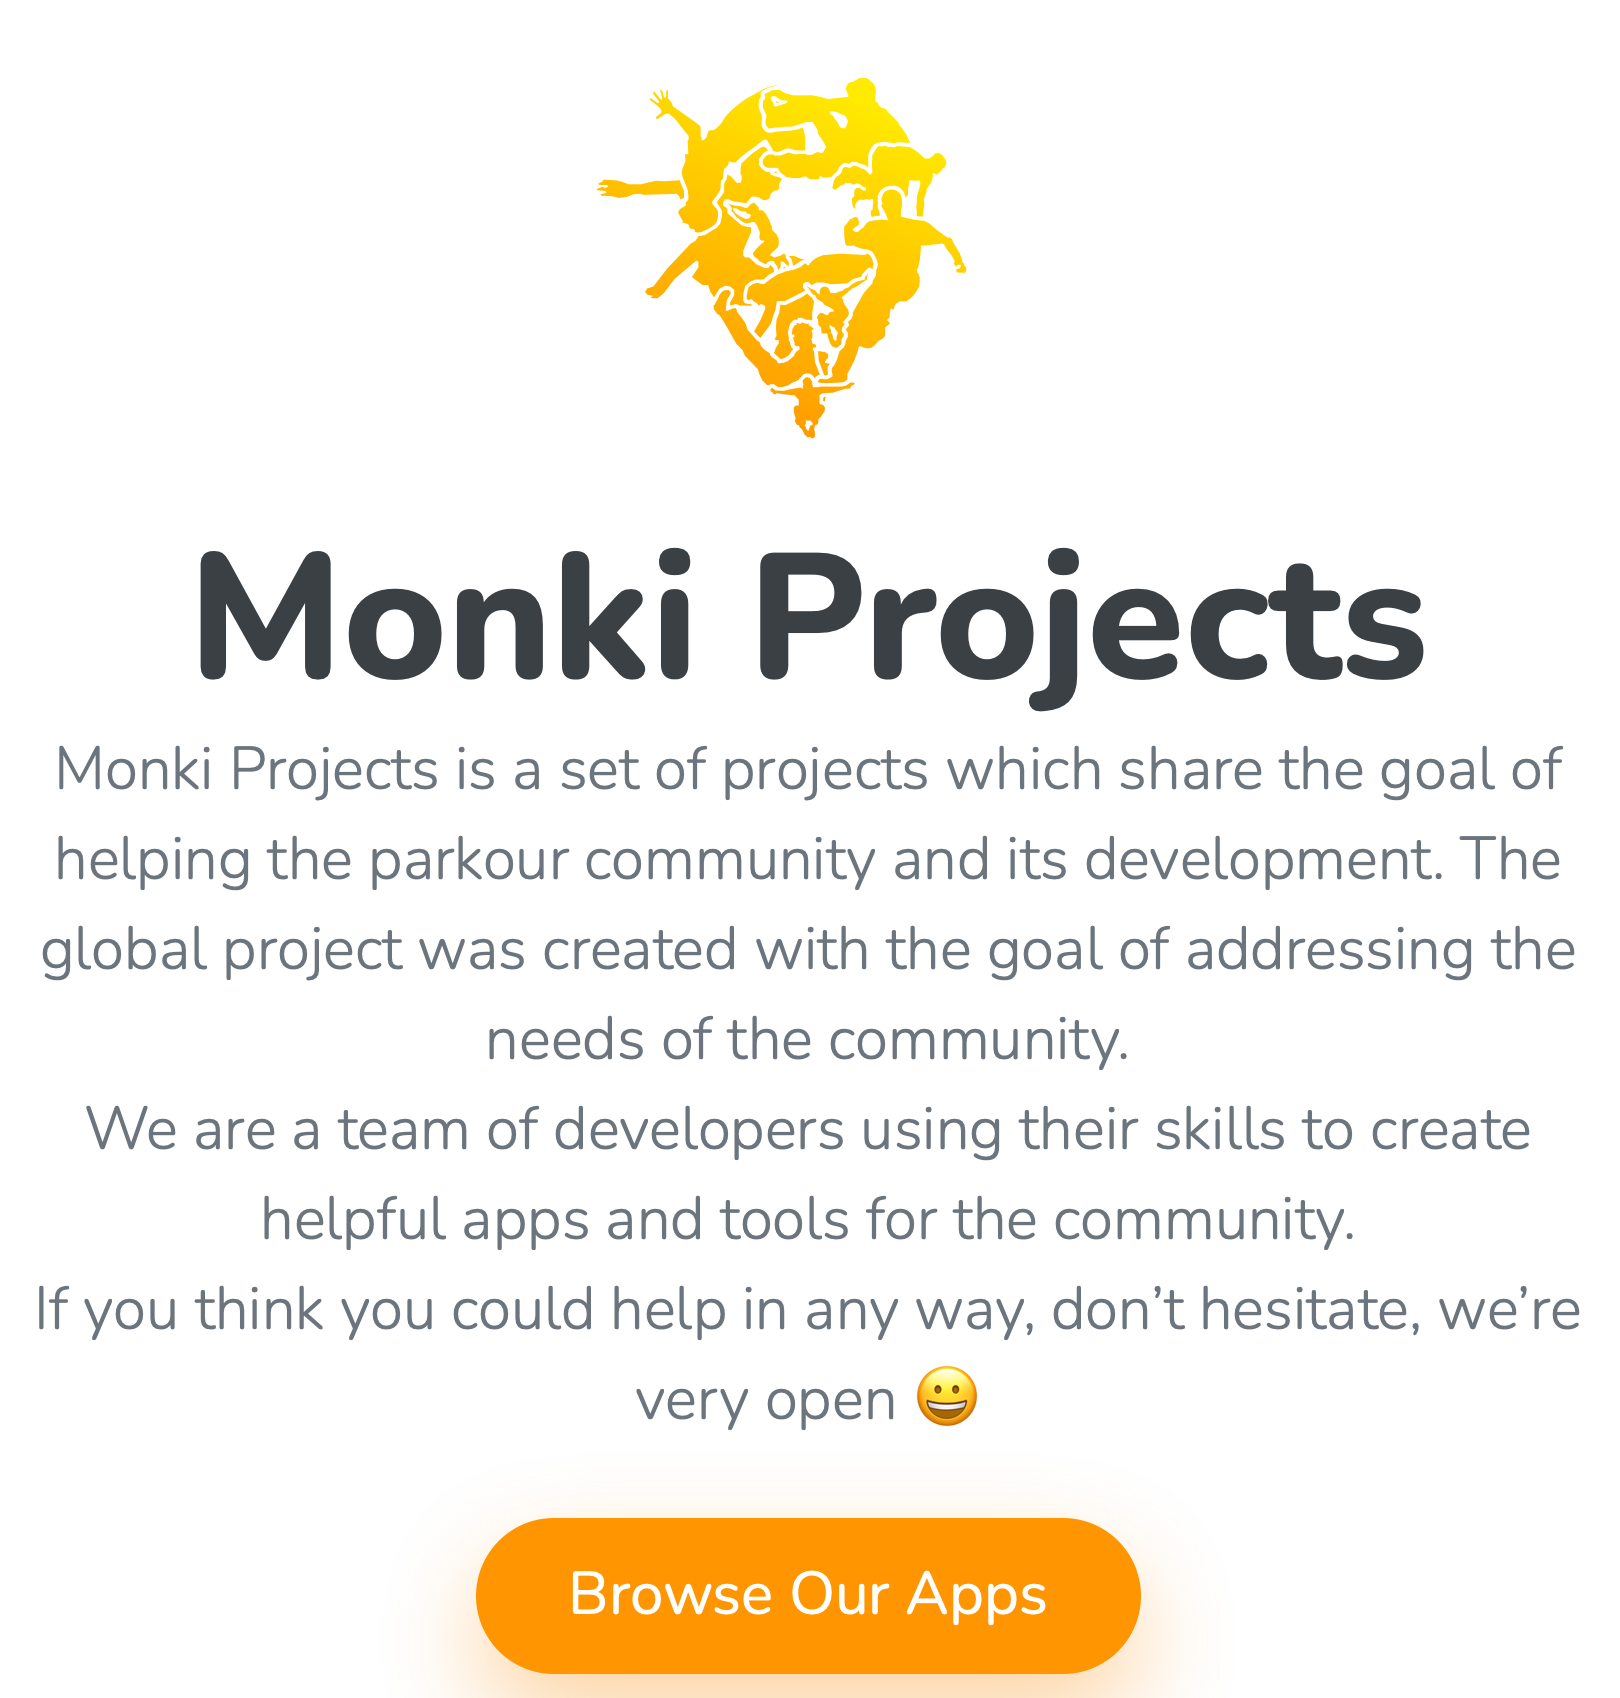 Monki Projects
Monki Projects is a set of projects which share the goal of
helping the parkour community and its development. The
global project was created with the goal of addressing the
needs of the community.
We are a team of developers using their skills to create
helpful apps and tools for the community.
If you think you could help in any way, don’t hesitate, we’re
very open 😀
Browse Our Apps